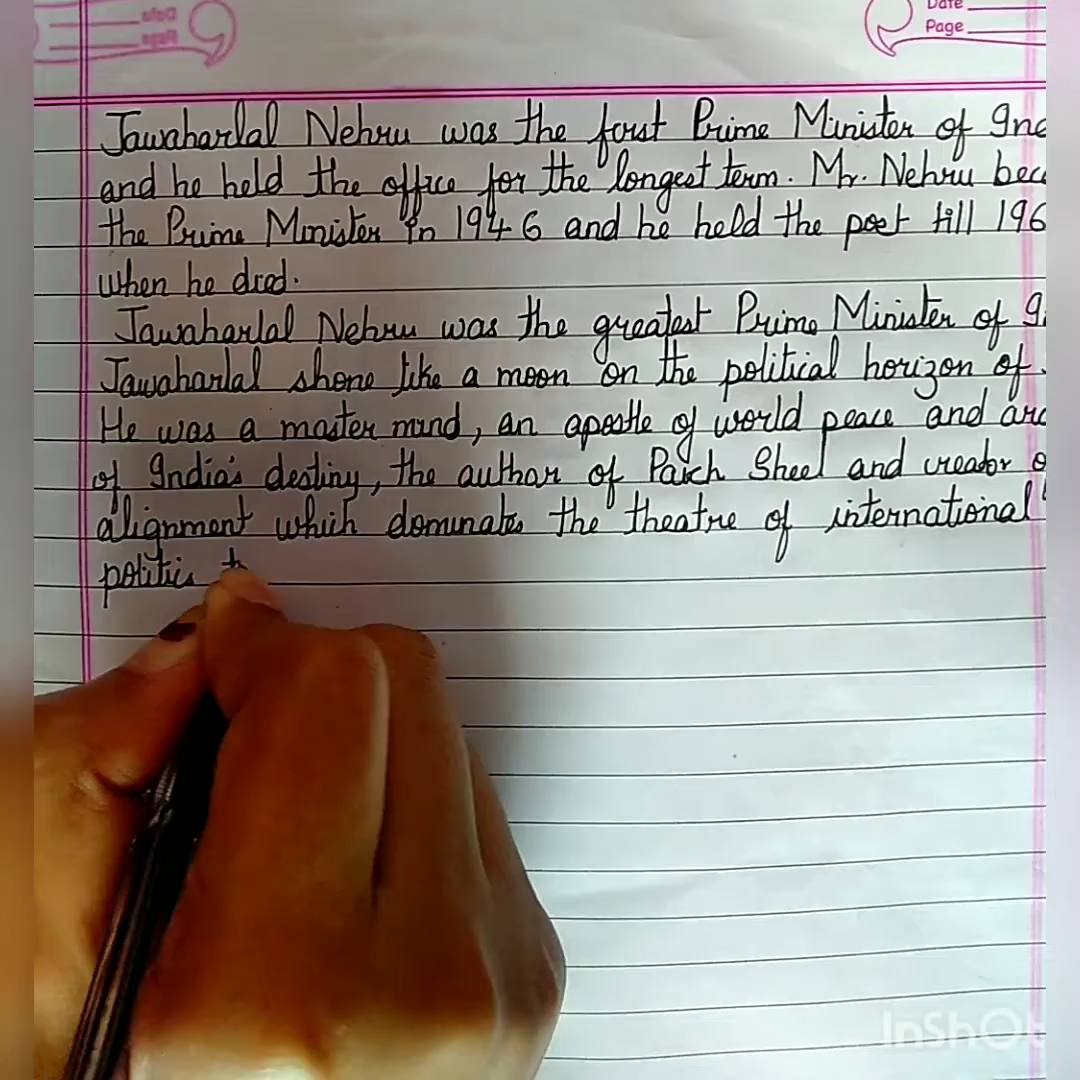 Date
Page
Jawaharlal Nehru was the first Prime Minister of Ind
and he held the office for the longest term. Mr. Nehru bec
the Prime Minister in 1946 and he held the post till 196
when he died.
Jawaharlal Nehru was the greatest Prime Minister of I
Jawaharlal shone like a moon on the political horizon of
He was a master mind, an apostle of world peace and arc
of India's destiny, the author of Panch Sheel and creator o
alignment which dominates the theatre of international
politics t
InShOt